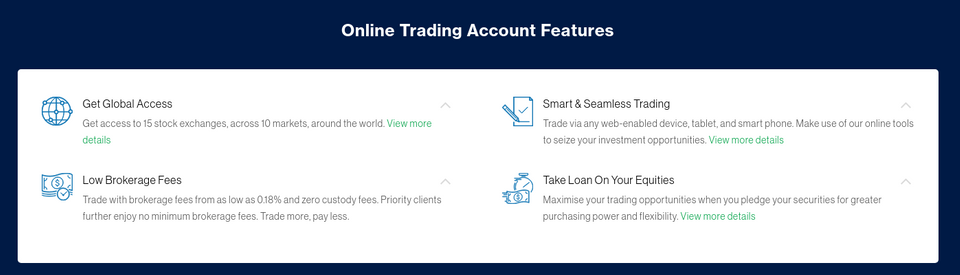 Online Trading Account Features
Get Global Access
Get access to 15 stock exchanges, across 10 markets, around the world. View more
details
Smart & Seamless Trading
Trade via any web-enabled device, tablet, and smart phone. Make use of our online tools
to seize your investment opportunities. View more details
Low Brokerage Fees
Trade with brokerage fees from as low as 0.18% and zero custody fees. Priority clients
further enjoy no minimum brokerage fees. Trade more, pay less.
Take Loan On Your Equities
Maximise your trading opportunities when you pledge your securities for greater
purchasing power and flexibility. View more details